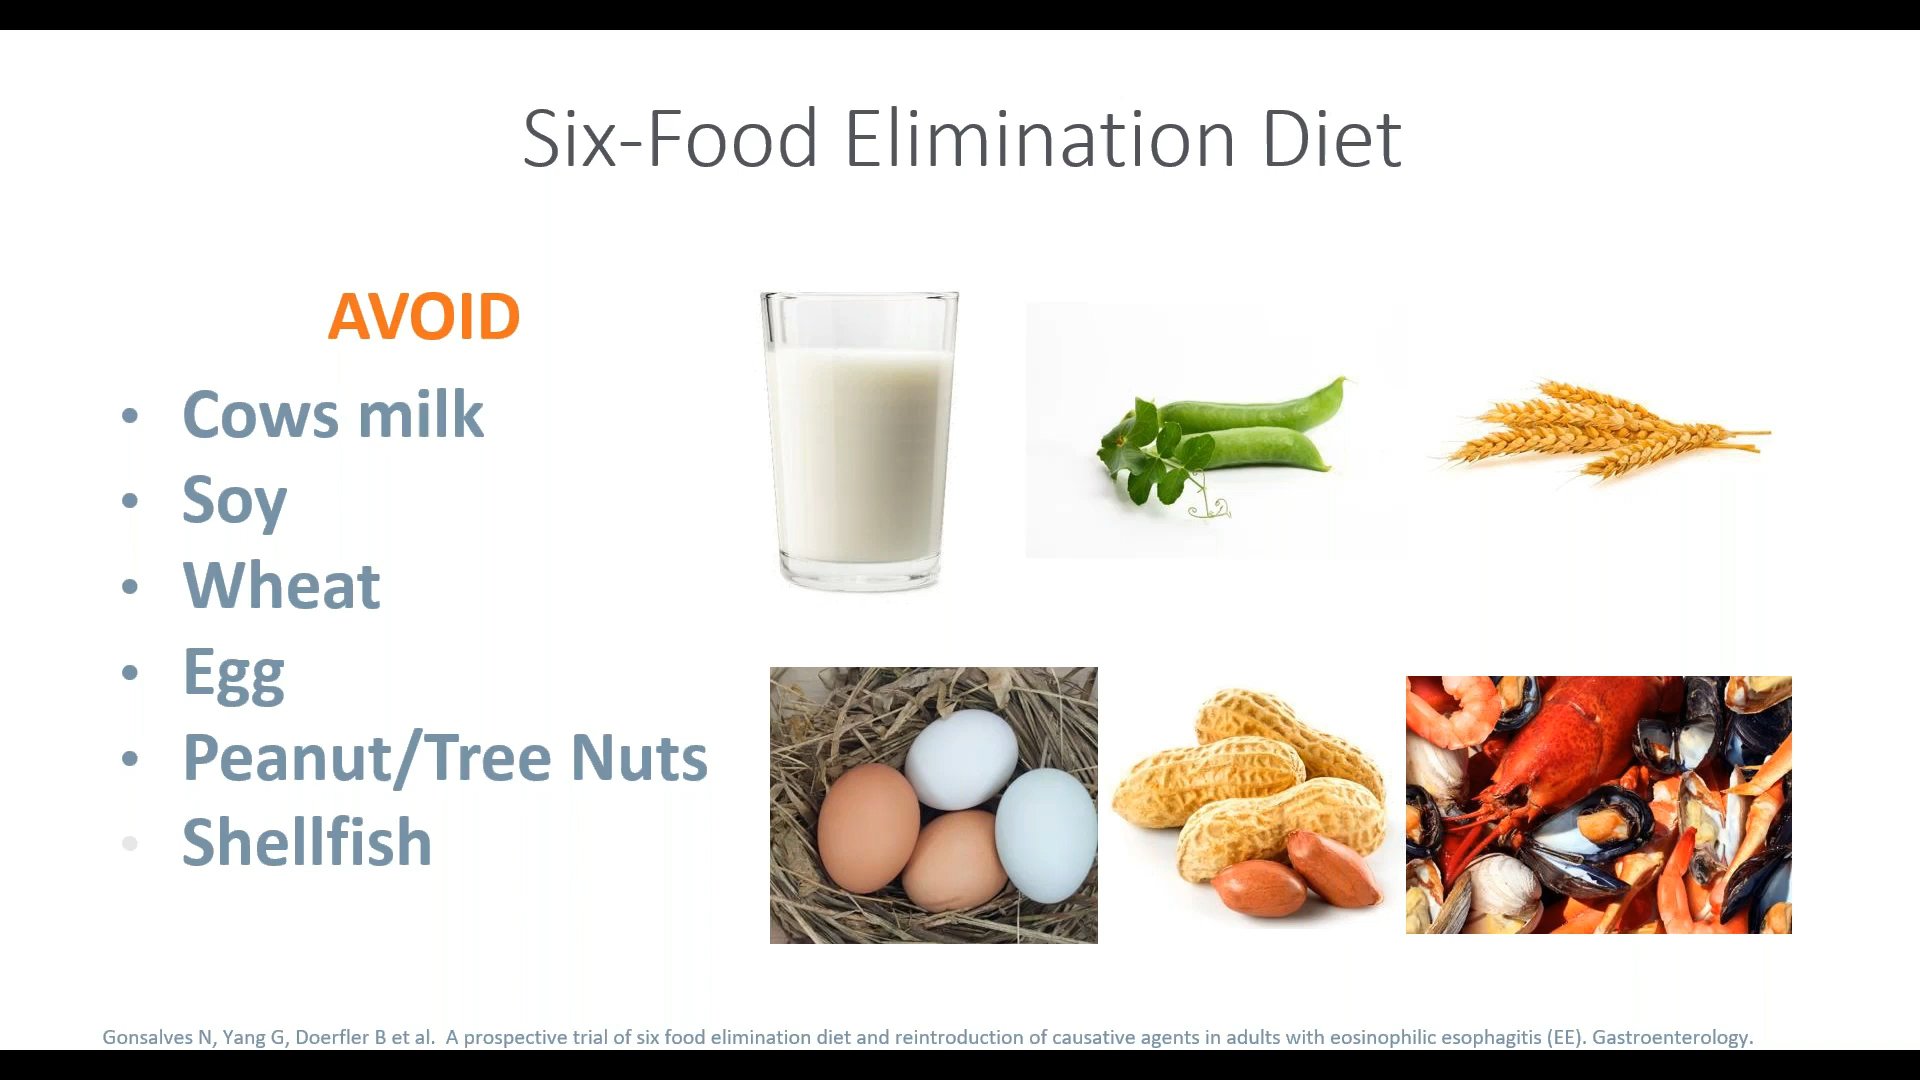 Six-Food Elimination Diet
AVOID
• Cows milk
• Soy
• Wheat
• Egg
• Peanut/Tree Nuts
• Shellfish
Gonsalves N, Yang G, Doerfler B et al.  A prospective trial of six food elimination diet and reintroduction of causative agents in adults with eosinophilic esophagitis (EE). Gastroenterology.